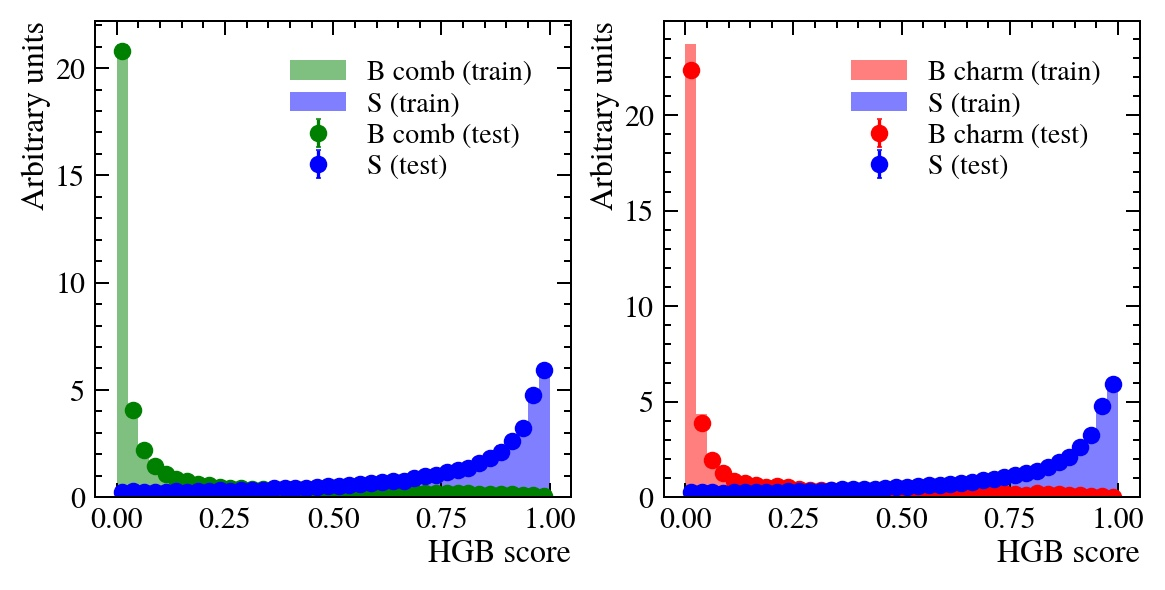 Arbitrary units
20
15
10
5
0
B comb (train)
S (train)
B comb (test)
S (test)
0.00 0.25 0.50 0.75 1.00
HGB score
Arbitrary units
20
15
10
5
0
B charm (train)
S (train)
B charm (test)
S (test)
0.00 0.25 0.50 0.75 1.00
HGB score